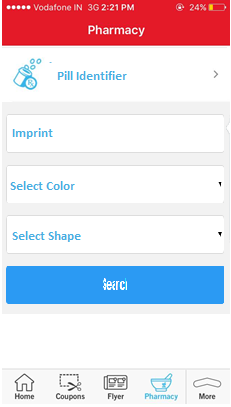 Vodafone IN 3G 2:21 PM 24%
Pharmacy
Pill Identifier
Imprint
Select Color
Select Shape
Search
Home Coupons Flyer Pharmacy More